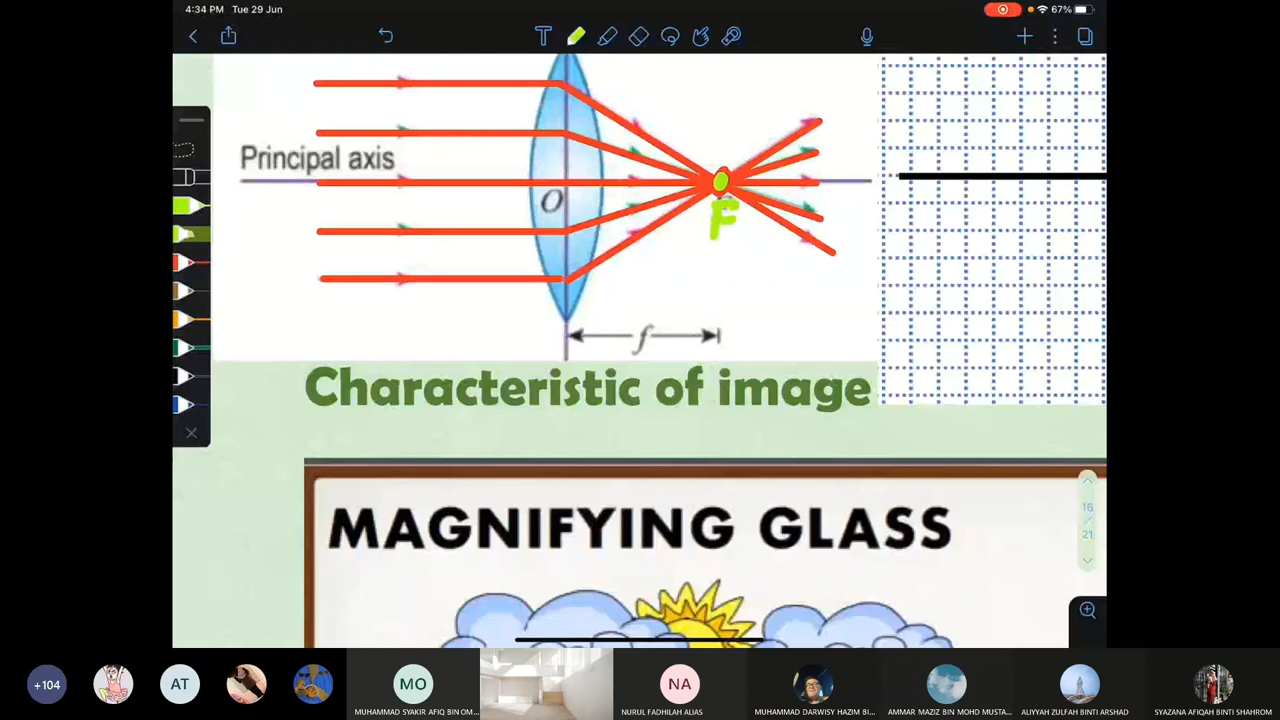 4:34 PM Tue 29 Jun
67%
T
Principal axis
O
F
f
Characteristic of image
MAGNIFYING GLASS
16
21
+104
AT
MO
NA
MUHAMMAD SYAKIR AFIQ BIN OM...
NURUL FADHILAH ALIAS
MUHAMMAD DARWISY HAZIM BI...
AMMAR MAZIZ BIN MOHD MUSTA...
ALIYYAH ZULFAH BINTI ARSHAD
SYAZANA AFIQAH BINTI SHAHROM